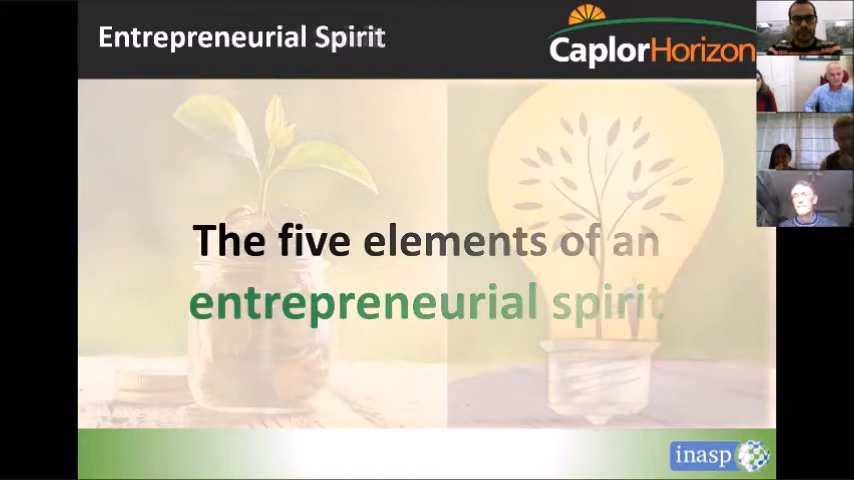 Entrepreneurial Spirit
CaplorHorizon
The five elements of an
entrepreneurial spirit
inasp